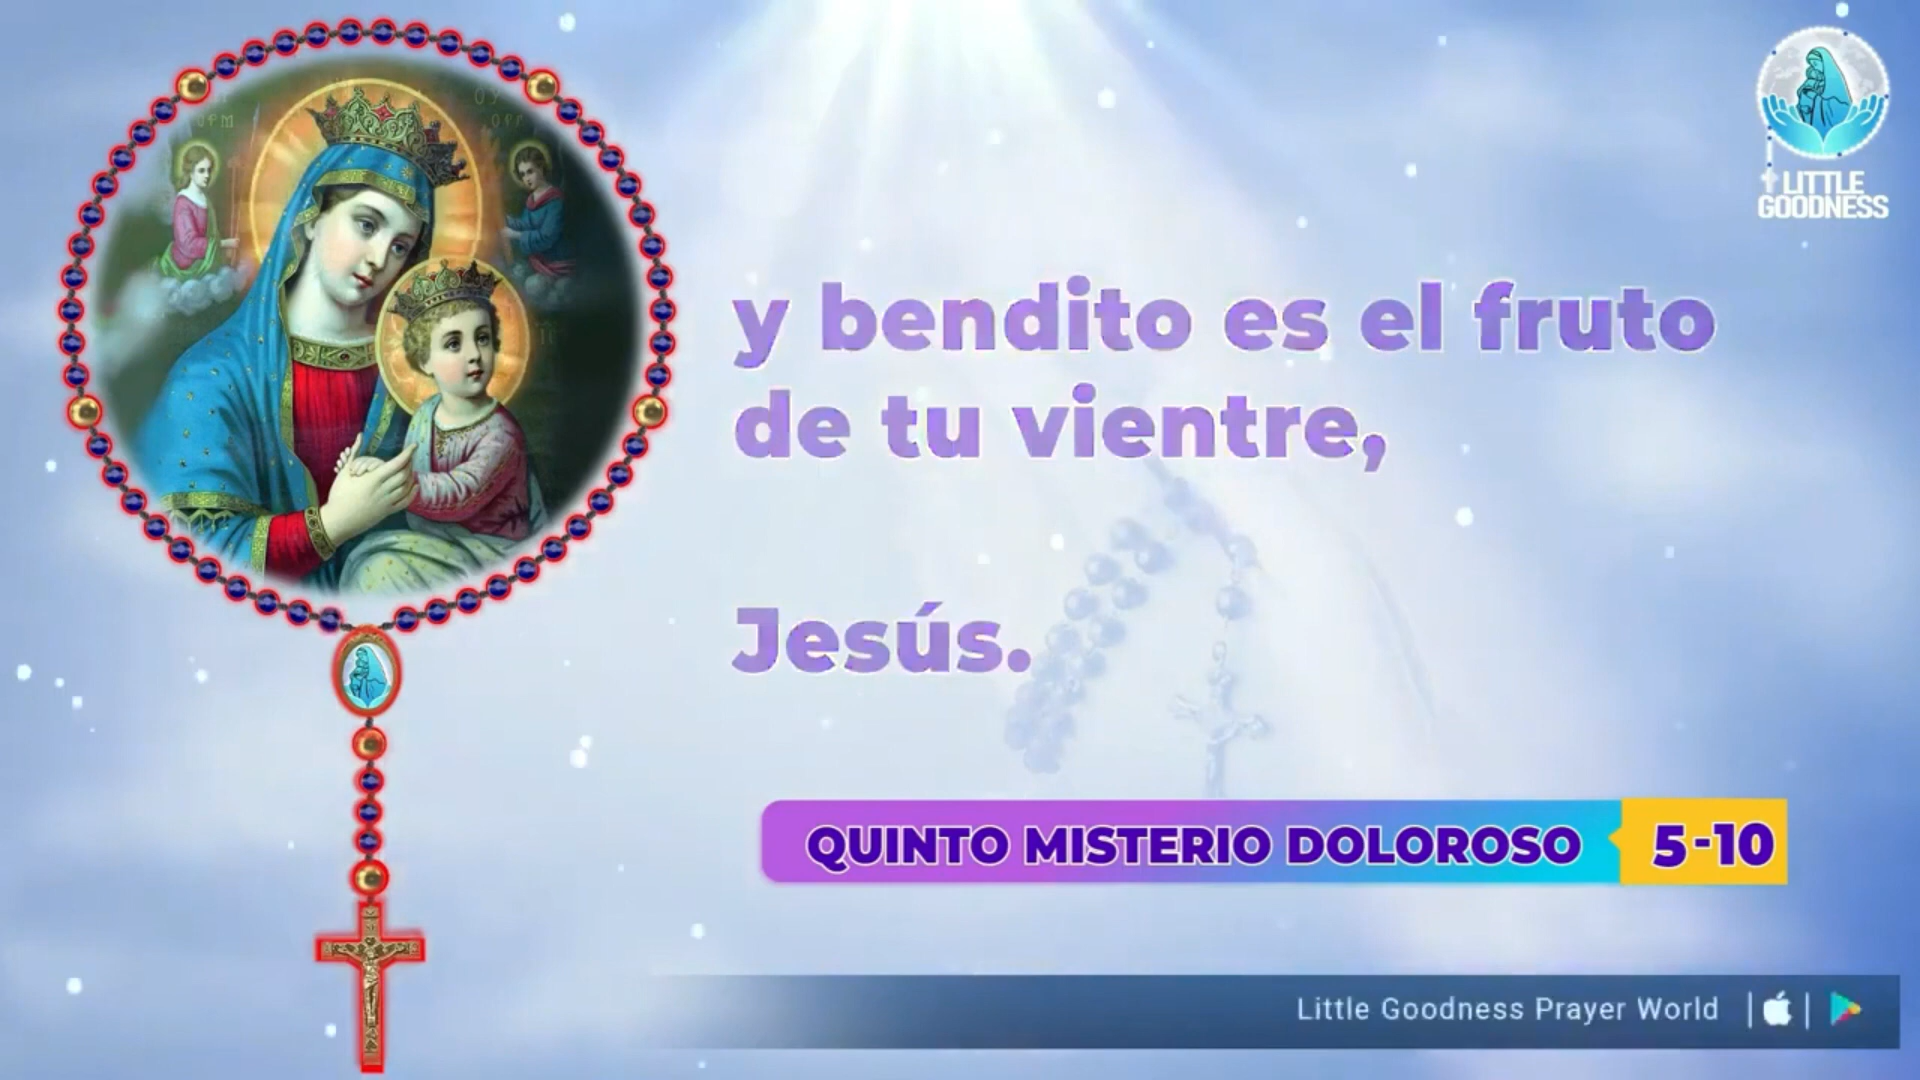 LITTLE
GOODNESS
y bendito es el fruto
de tu vientre,
Jesús.
QUINTO MISTERIO DOLOROSO 5-10
Little Goodness Prayer World